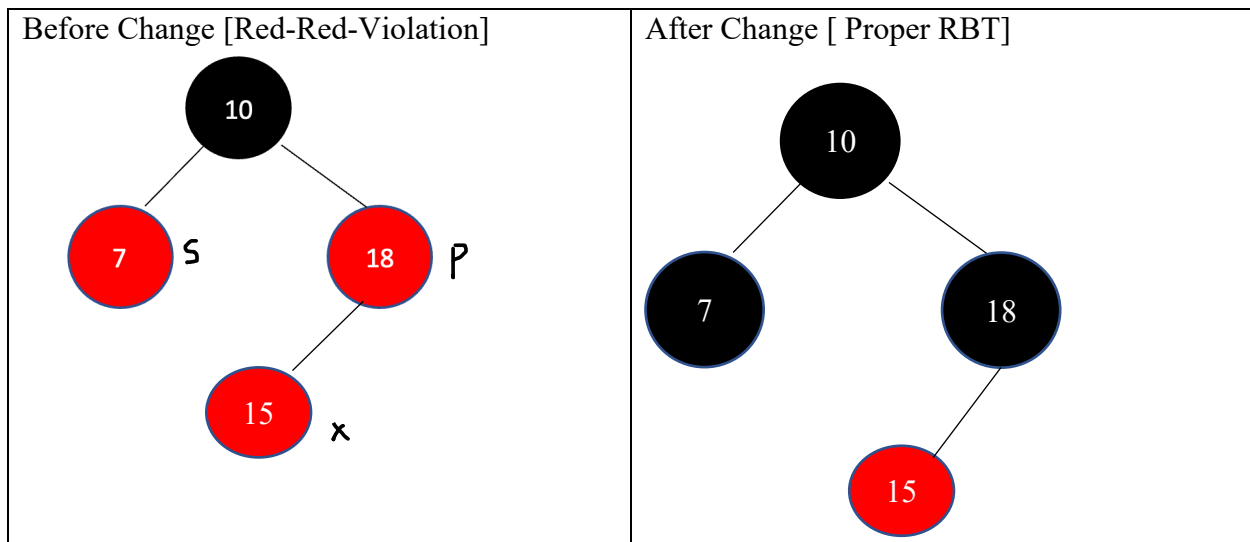 Before Change [Red-Red-Violation]
10
7 S
18 P
15 x
After Change [ Proper RBT]
10
7
18
15